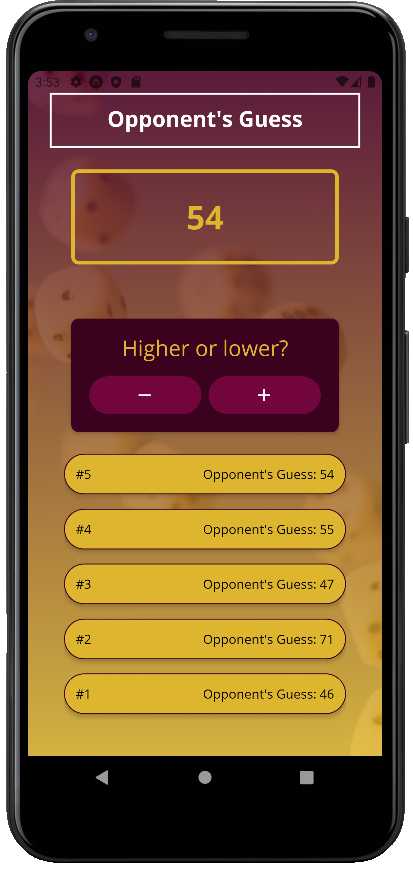 3:53
Opponent's Guess
54
Higher or lower?
− +
#5 Opponent's Guess: 54
#4 Opponent's Guess: 55
#3 Opponent's Guess: 47
#2 Opponent's Guess: 71
#1 Opponent's Guess: 46